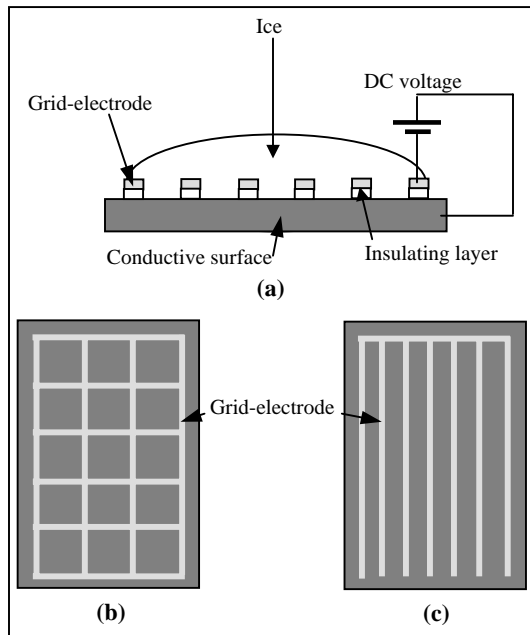 Ice
DC voltage
Grid-electrode
Conductive surface
Insulating layer
(a)
Grid-electrode
(b)
(c)